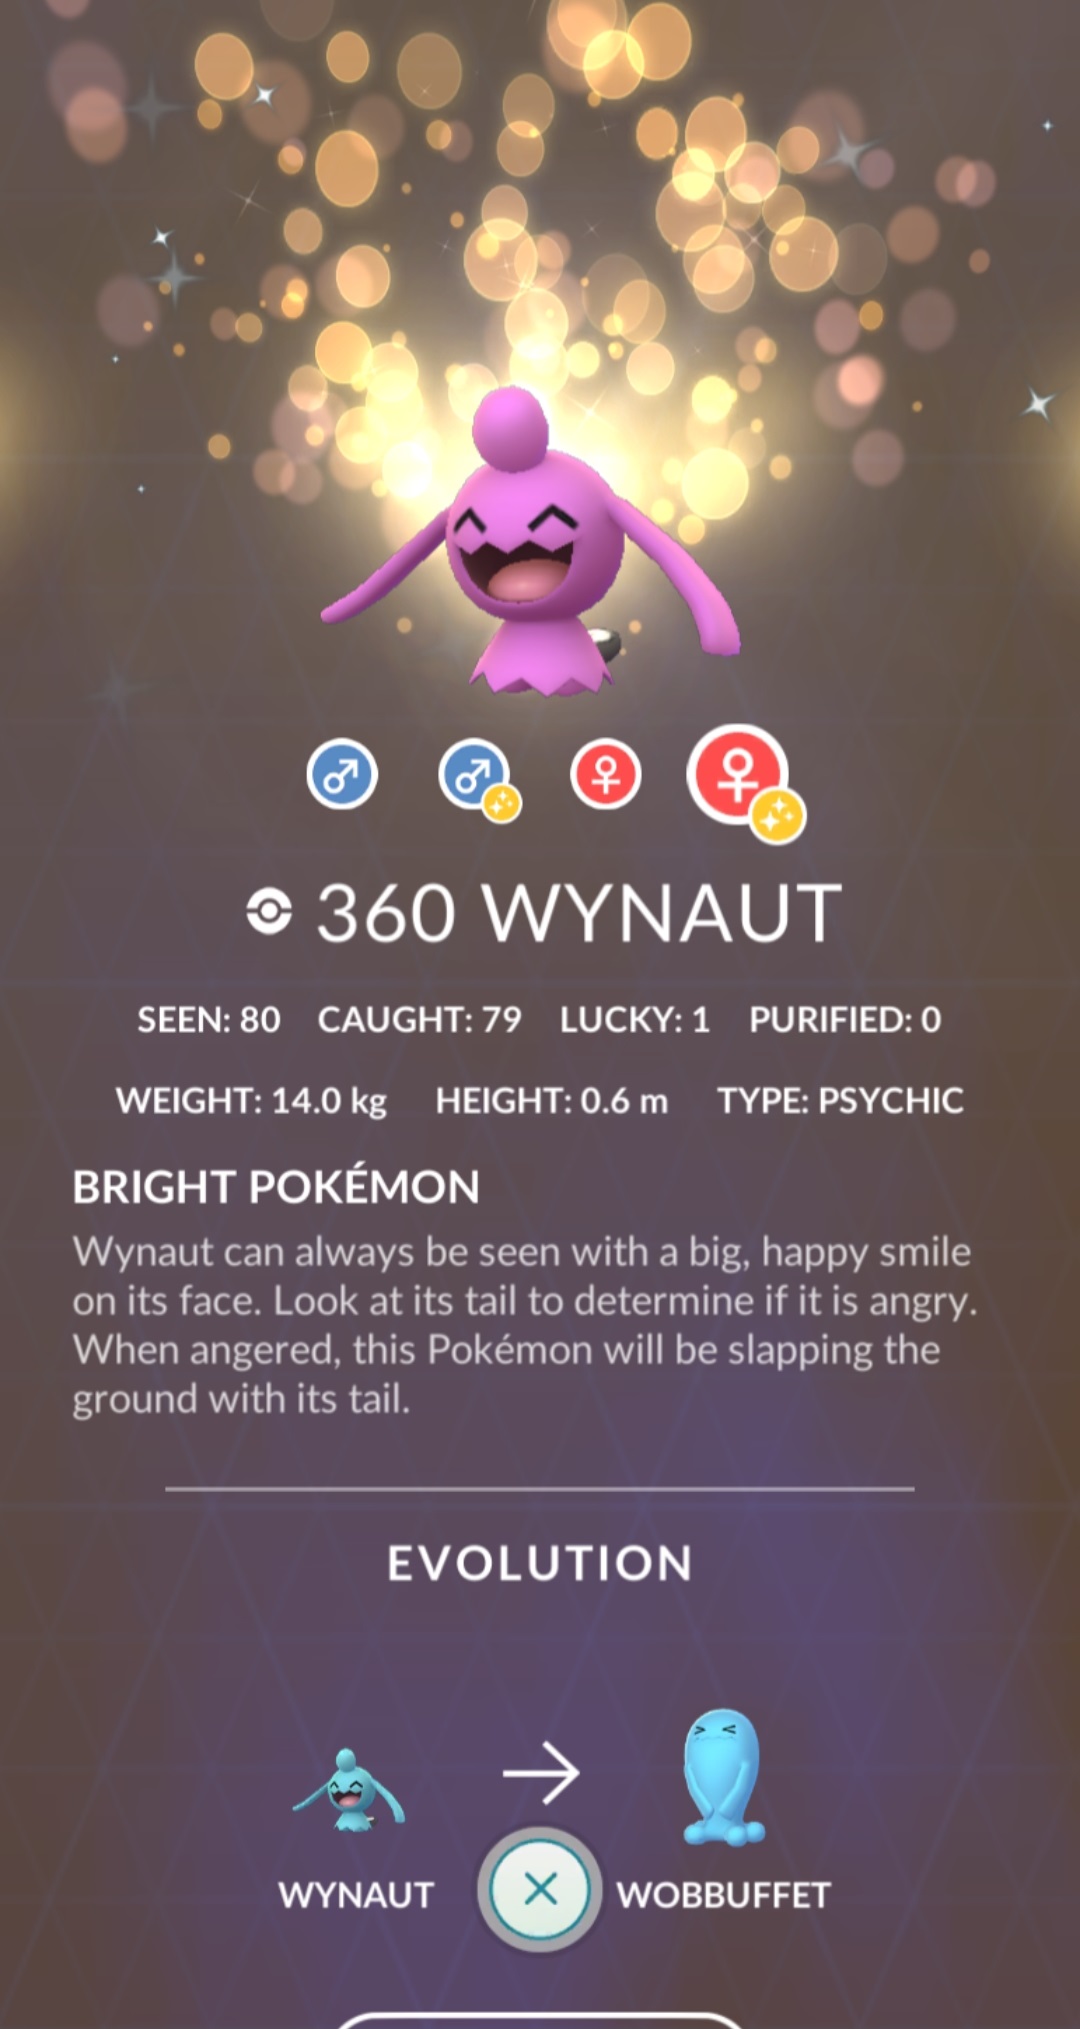 360 WYNAUT
SEEN: 80 CAUGHT: 79 LUCKY: 1 PURIFIED: 0
WEIGHT: 14.0 kg HEIGHT: 0.6 m TYPE: PSYCHIC
BRIGHT POKÉMON
Wynaut can always be seen with a big, happy smile
on its face. Look at its tail to determine if it is angry.
When angered, this Pokémon will be slapping the
ground with its tail.
EVOLUTION
WYNAUT WOBBUFFET